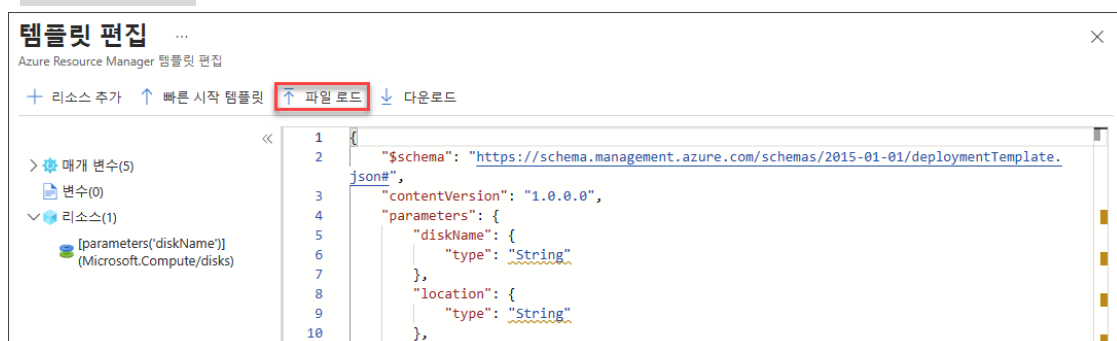 템플릿 편집 ...
Azure Resource Manager 템플릿 편집
리소스 추가 빠른 시작 템플릿 파일 로드 다운로드
매개 변수(5)
변수(0)
리소스(1)
[parameters('diskName')]
(Microsoft.Compute/disks)
1 {
2 "$schema": "https://schema.management.azure.com/schemas/2015-01-01/deploymentTemplate.
json#",
3 "contentVersion": "1.0.0.0",
4 "parameters": {
5 "diskName": {
6 "type": "String"
7 },
8 "location": {
9 "type": "String"
10 },